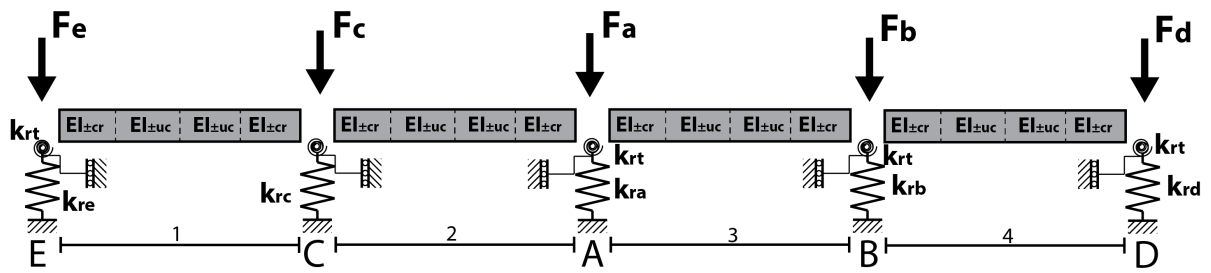 Fe Fc Fa Fb Fd
EI±cr EI±uc EI±uc EI±cr EI±cr EI±uc EI±uc EI±cr EI±cr EI±uc EI±uc EI±cr EI±cr EI±uc EI±uc EI±cr
krt krt krt krt
kre krc kra krb krd
1 2 3 4
E C A B D